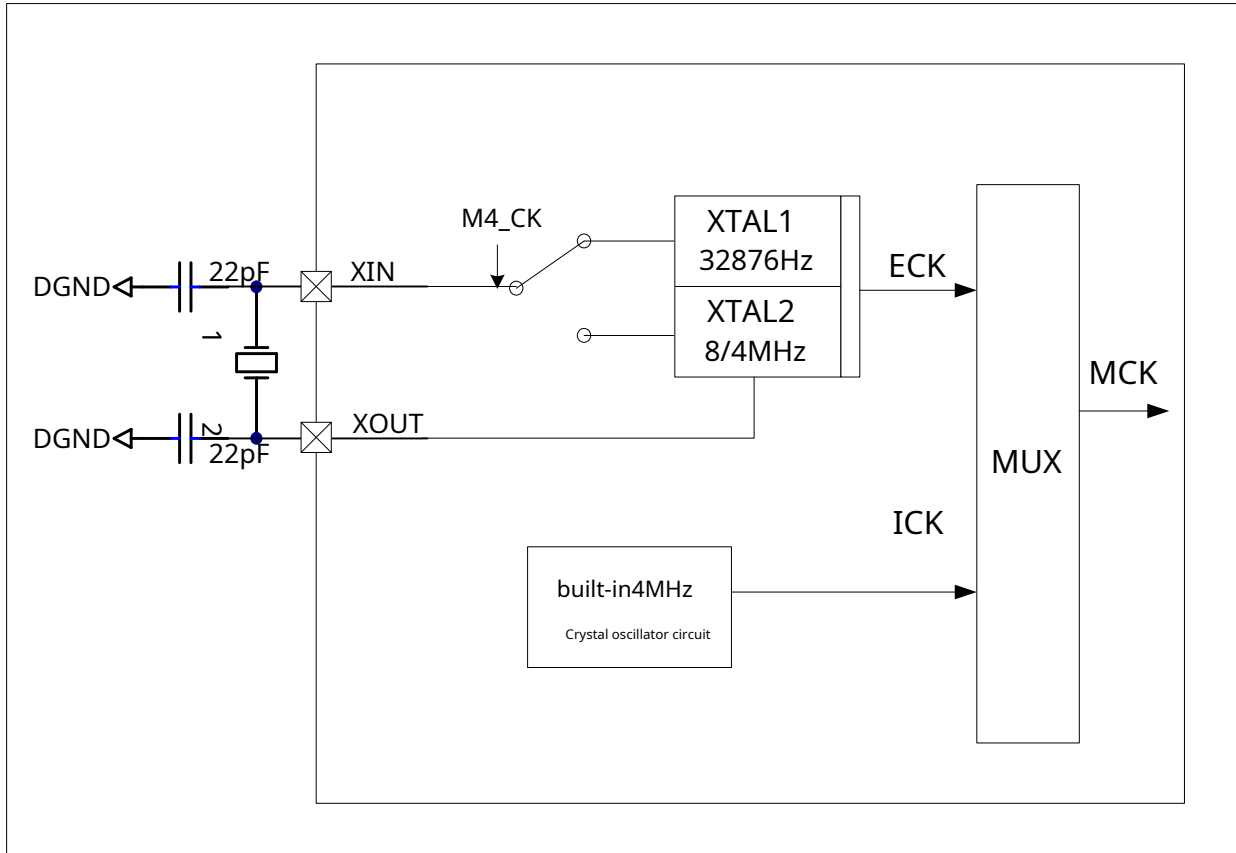 M4_CK
XTAL1
32876Hz
22pF
XIN
ECK
DGND
XTAL2
1
8/4MHz
MCK
XOUT
DGND
2
22pF
MUX
ICK
built-in4MHz
Crystal oscillator circuit